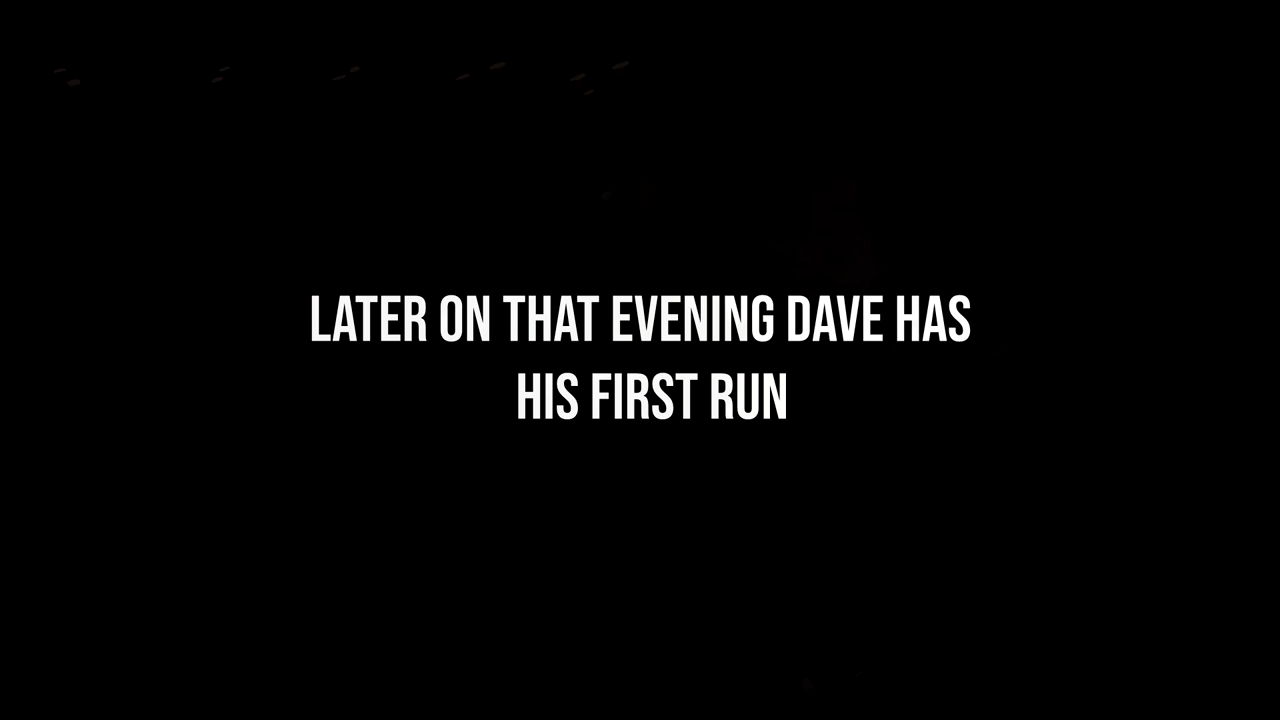 LATER ON THAT EVENING DAVE HAS
HIS FIRST RUN